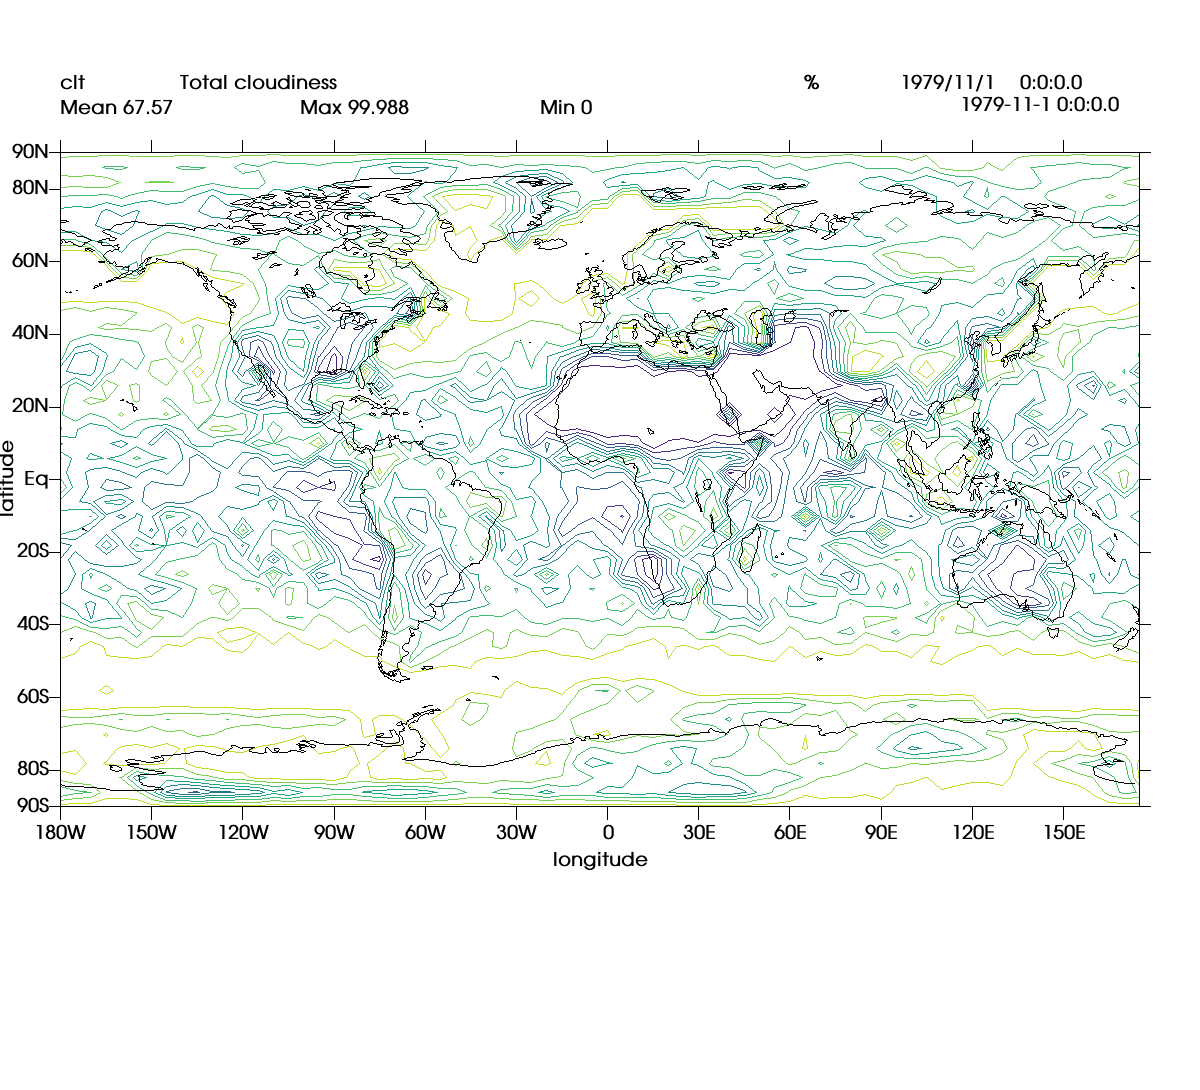 clt Total cloudiness % 1979/11/1 0:0:0.0
Mean 67.57 Max 99.988 Min 0 1979-11-1 0:0:0.0
90N
80N
60N
40N
20N
Eq
20S
40S
60S
80S
90S
latitude
180W 150W 120W 90W 60W 30W 0 30E 60E 90E 120E 150E
longitude